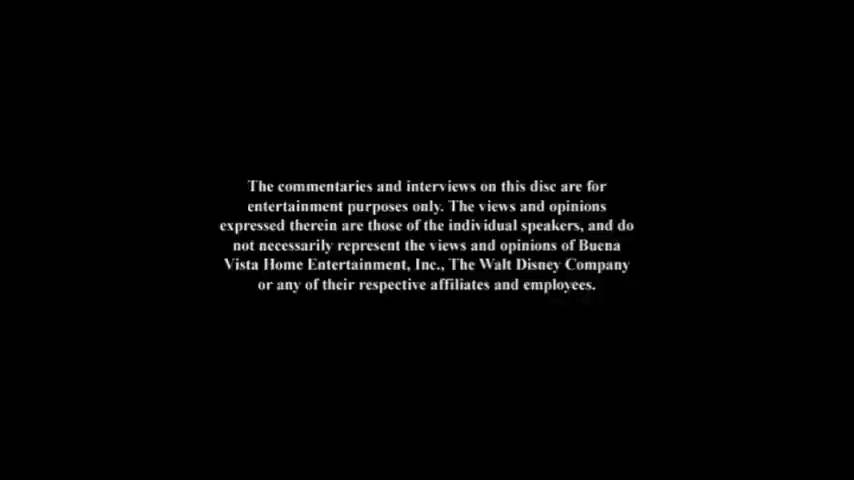 The commentaries and interviews on this disc are for
entertainment purposes only. The views and opinions
expressed therein are those of the individual speakers, and do
not necessarily represent the views and opinions of Buena
Vista Home Entertainment, Inc., The Walt Disney Company
or any of their respective affiliates and employees.